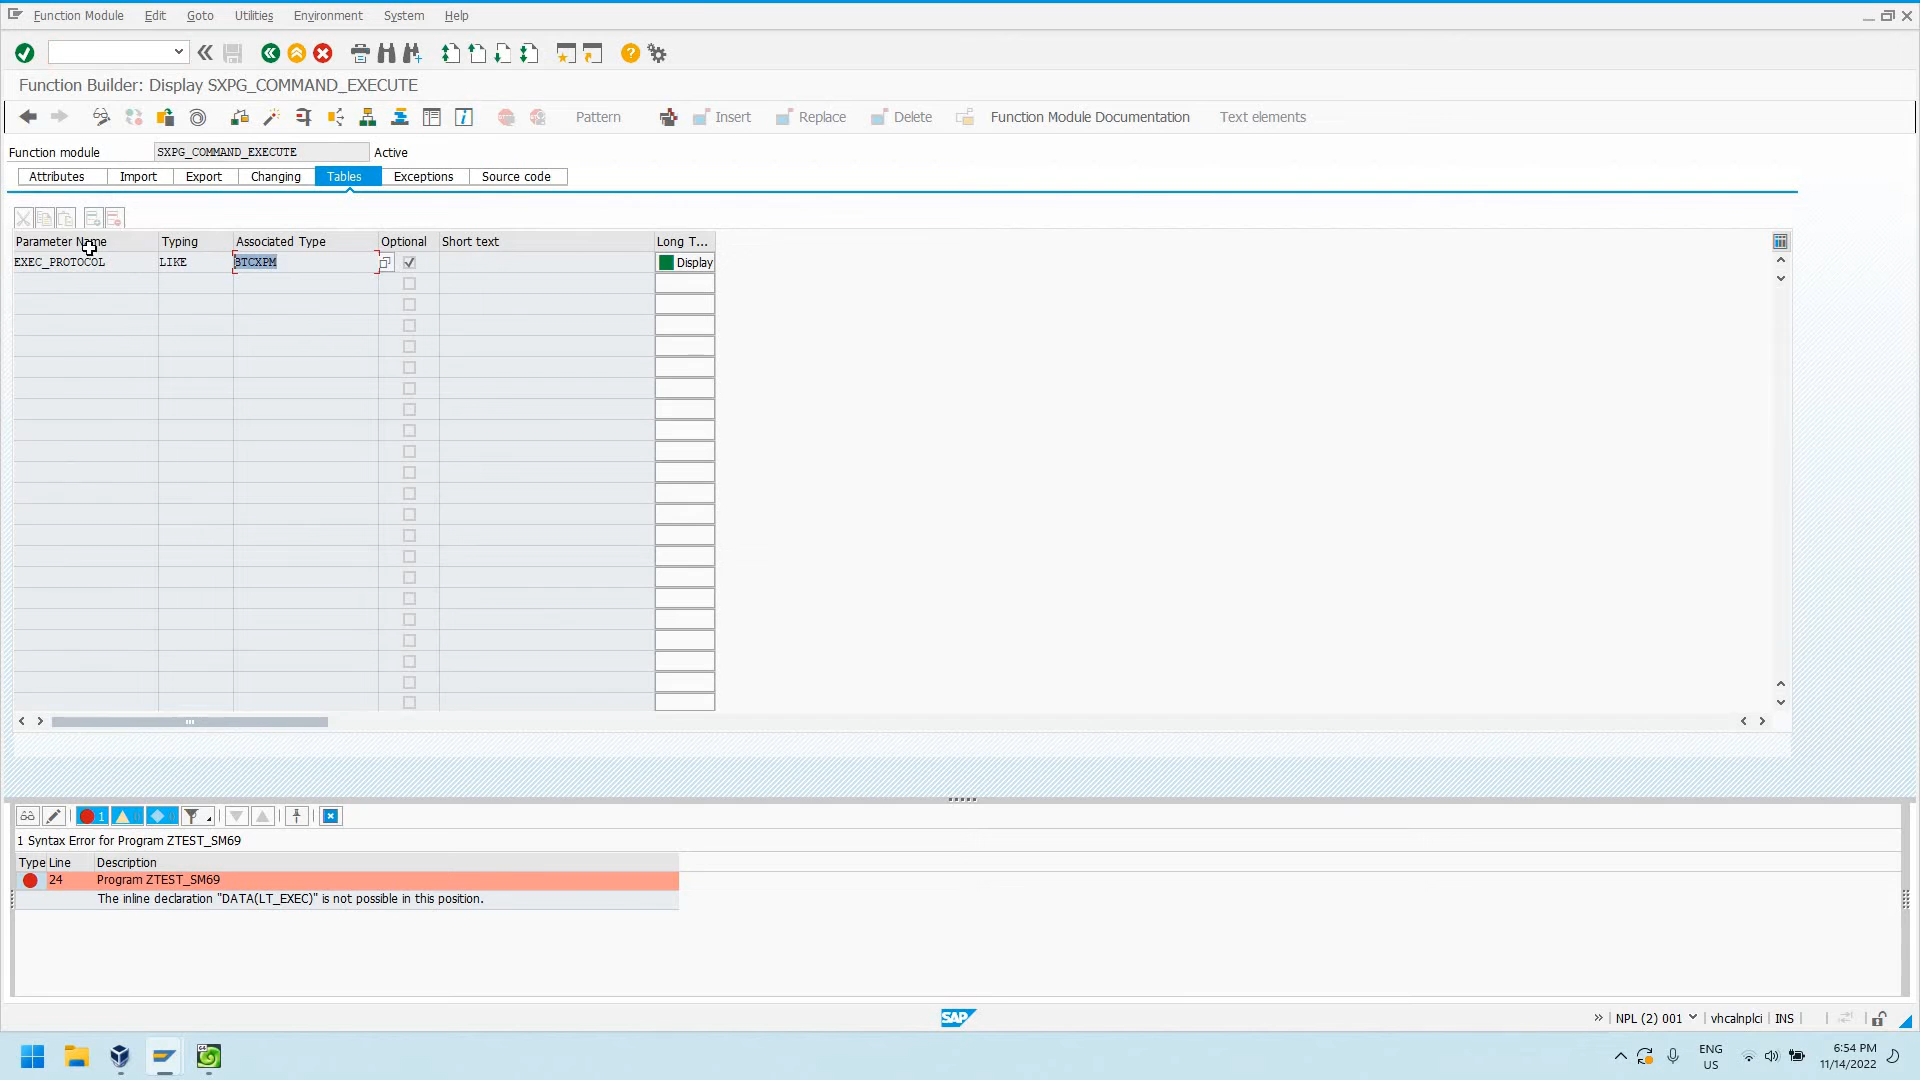 Function Module Edit Goto Utilities Environment System Help
Function Builder: Display SXPG_COMMAND_EXECUTE
Pattern Insert Replace Delete Function Module Documentation Text elements
Function module SXPG_COMMAND_EXECUTE Active
Attributes Import Export Changing Tables Exceptions Source code
Parameter Name Typing Associated Type Optional Short text Long T...
EXEC_PROTOCOL LIKE BTCXPM Display
1
1 Syntax Error for Program ZTEST_SM69
Type Line Description
24 Program ZTEST_SM69
The inline declaration "DATA(LT_EXEC)" is not possible in this position.
SAP NPL (2) 001 vhcalnplci INS
ENG 6:54 PM
US 11/14/2022